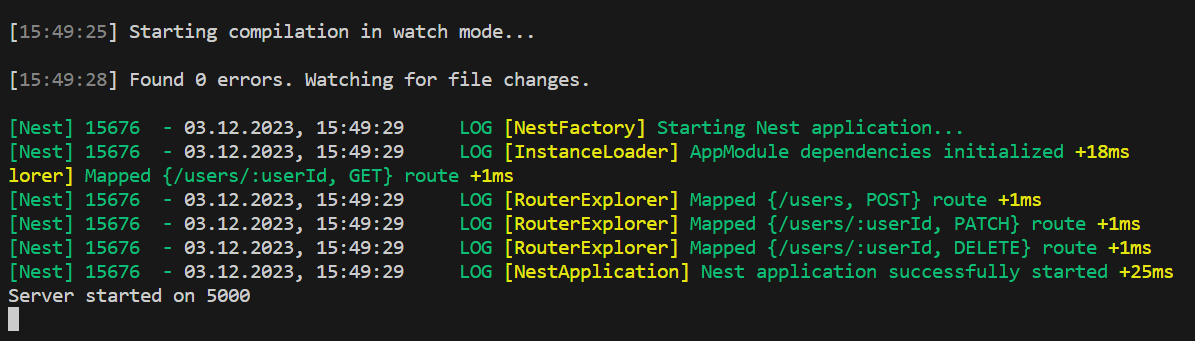 [15:49:25] Starting compilation in watch mode...
[15:49:28] Found 0 errors. Watching for file changes.
[Nest] 15676  - 03.12.2023, 15:49:29     LOG [NestFactory] Starting Nest application...
[Nest] 15676  - 03.12.2023, 15:49:29     LOG [InstanceLoader] AppModule dependencies initialized +18ms
lorer] Mapped {/users/:userId, GET} route +1ms
[Nest] 15676  - 03.12.2023, 15:49:29     LOG [RouterExplorer] Mapped {/users, POST} route +1ms
[Nest] 15676  - 03.12.2023, 15:49:29     LOG [RouterExplorer] Mapped {/users/:userId, PATCH} route +1ms
[Nest] 15676  - 03.12.2023, 15:49:29     LOG [RouterExplorer] Mapped {/users/:userId, DELETE} route +1ms
[Nest] 15676  - 03.12.2023, 15:49:29     LOG [NestApplication] Nest application successfully started +25ms
Server started on 5000